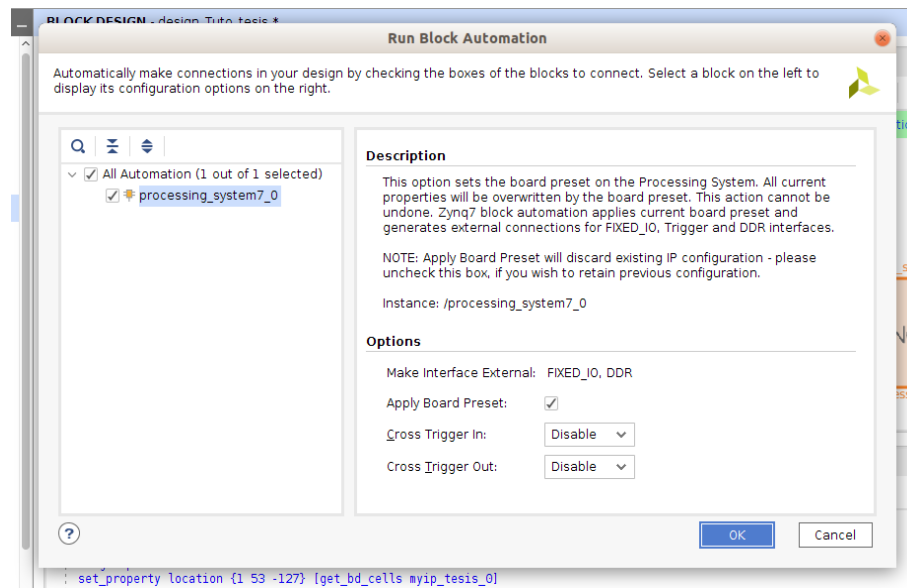 BLOCK DESIGN - design_Tuto_tesis *
Run Block Automation
Automatically make connections in your design by checking the boxes of the blocks to connect. Select a block on the left to
display its configuration options on the right.
All Automation (1 out of 1 selected)
processing_system7_0
Description
This option sets the board preset on the Processing System. All current
properties will be overwritten by the board preset. This action cannot be
undone. Zynq7 block automation applies current board preset and
generates external connections for FIXED_IO, Trigger and DDR interfaces.
NOTE: Apply Board Preset will discard existing IP configuration - please
uncheck this box, if you wish to retain previous configuration.
Instance: /processing_system7_0
Options
Make Interface External: FIXED_IO, DDR
Apply Board Preset:
Cross Trigger In: Disable
Cross Trigger Out: Disable
?
OK Cancel
set_property location {1 53 -127} [get_bd_cells myip_tesis_0]